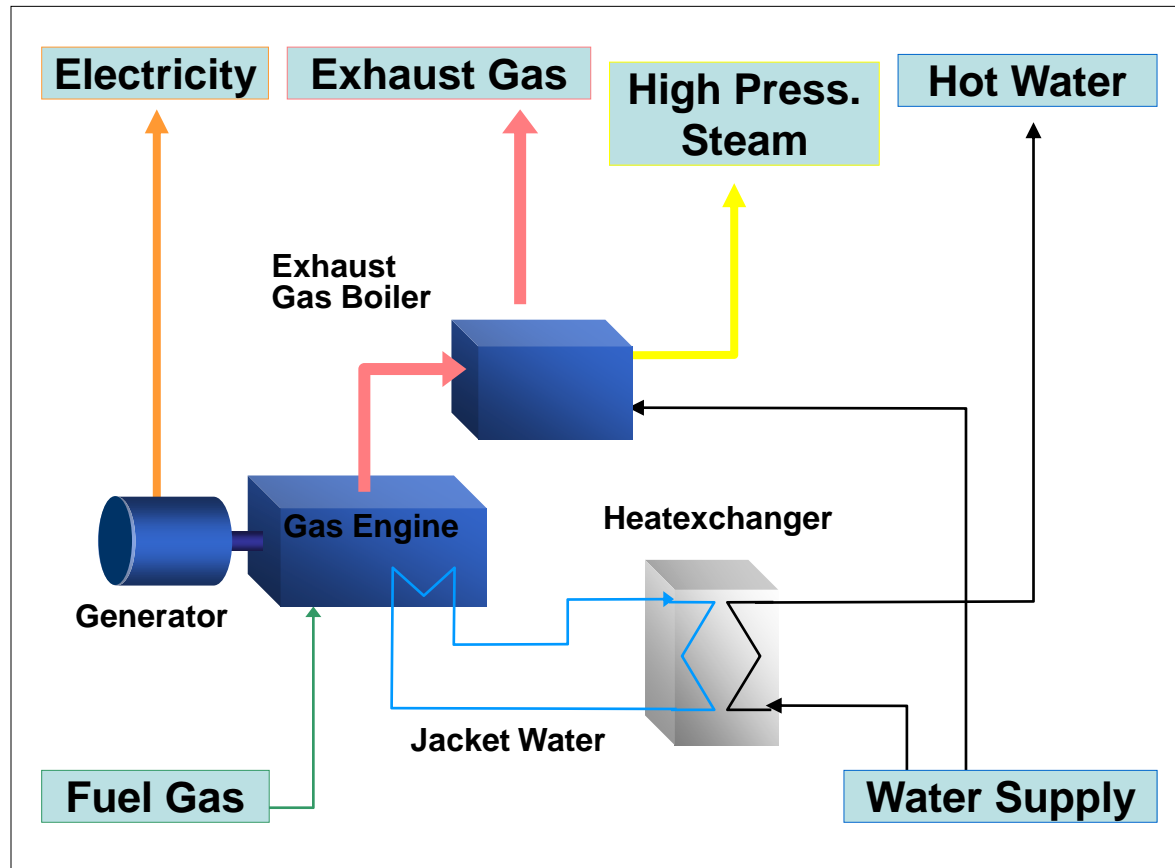 Electricity
Exhaust Gas
High Press.
Steam
Hot Water
Exhaust
Gas Boiler
Gas Engine
Heatexchanger
Generator
Jacket Water
Fuel Gas
Water Supply